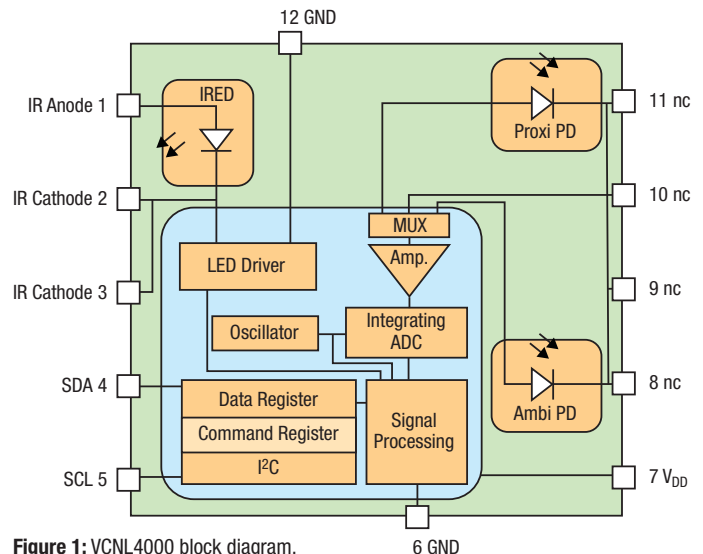 12 GND
IR Anode 1
IRED
Proxi PD
11 nc
IR Cathode 2
10 nc
MUX
Amp.
LED Driver
IR Cathode 3
9 nc
Oscillator
Integrating
ADC
SDA 4
Data Register
Command Register
I²C
Signal
Processing
Ambi PD
8 nc
SCL 5
7 V_DD
Figure 1: VCNL4000 block diagram.
6 GND